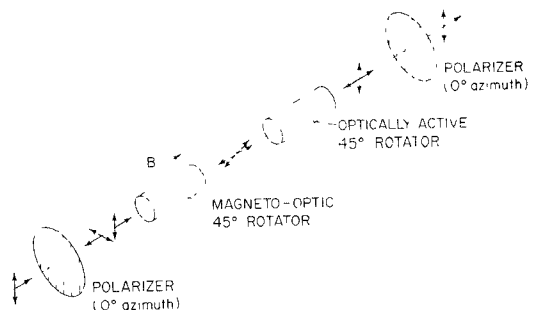 POLARIZER
(0° azimuth)
OPTICALLY ACTIVE
45° ROTATOR
B
MAGNETO-OPTIC
45° ROTATOR
POLARIZER
(0° azimuth)